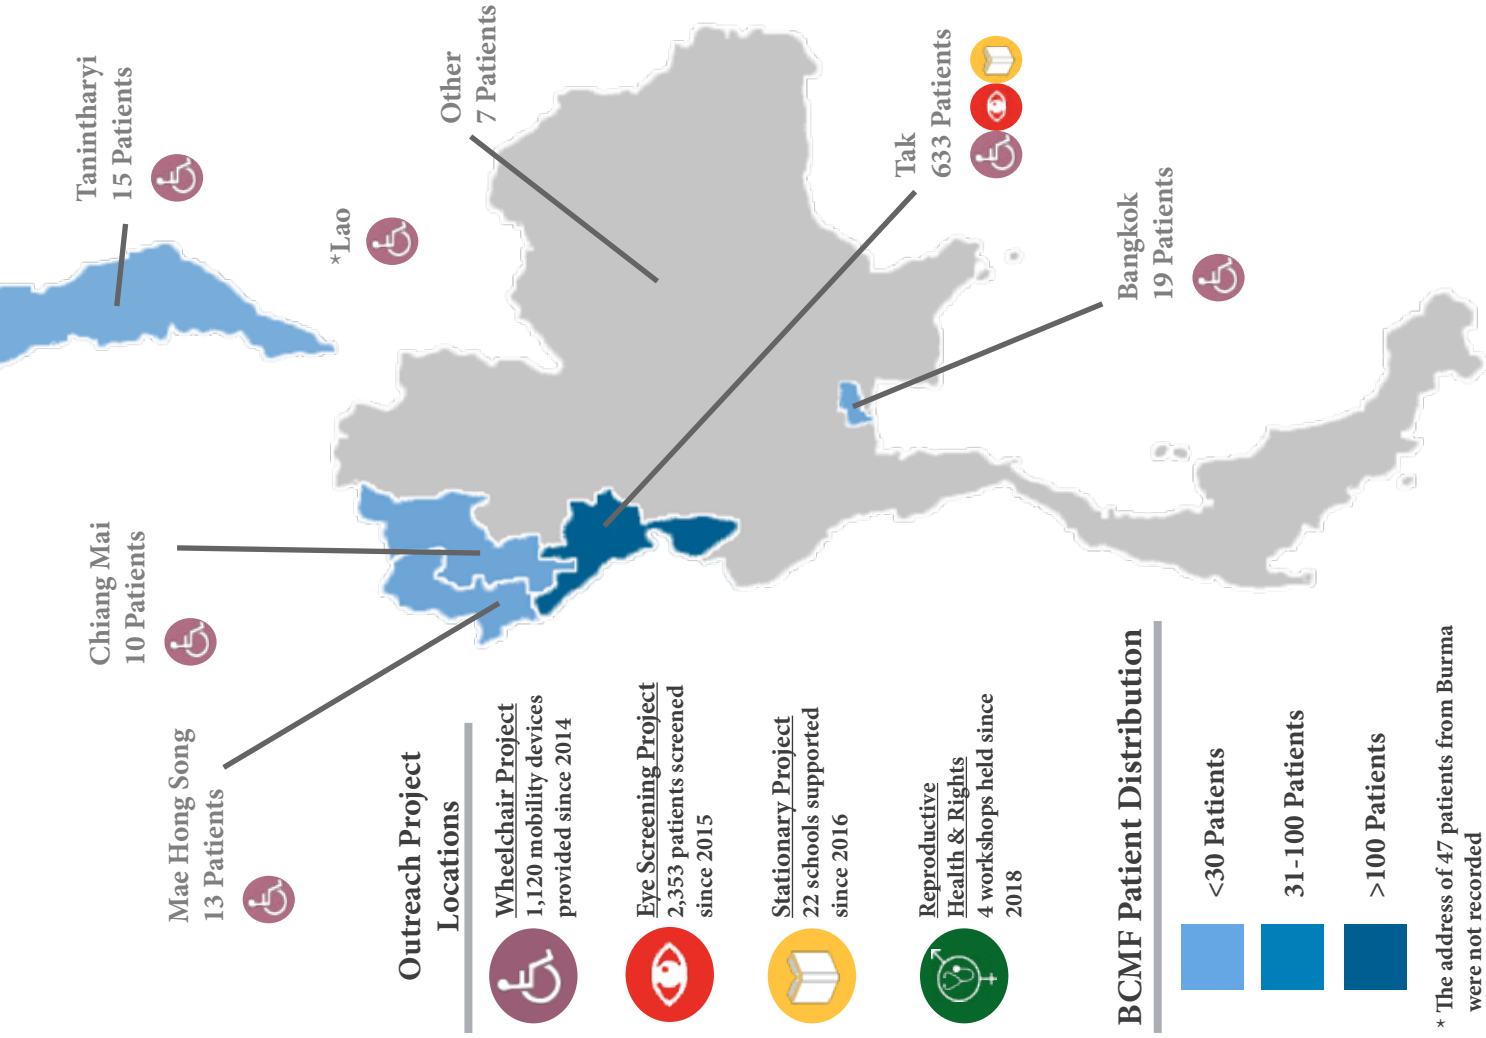 Mae Hong Song
13 Patients
Chiang Mai
10 Patients
Tanintharyi
15 Patients
*Lao
Other
7 Patients
Tak
633 Patients
Bangkok
19 Patients
Outreach Project
Locations
Wheelchair Project
1,120 mobility devices
provided since 2014
Eye Screening Project
2,353 patients screened
since 2015
Stationary Project
22 schools supported
since 2016
Reproductive
Health & Rights
4 workshops held since
2018
BCMF Patient Distribution
<30 Patients
31-100 Patients
>100 Patients
* The address of 47 patients from Burma
were not recorded